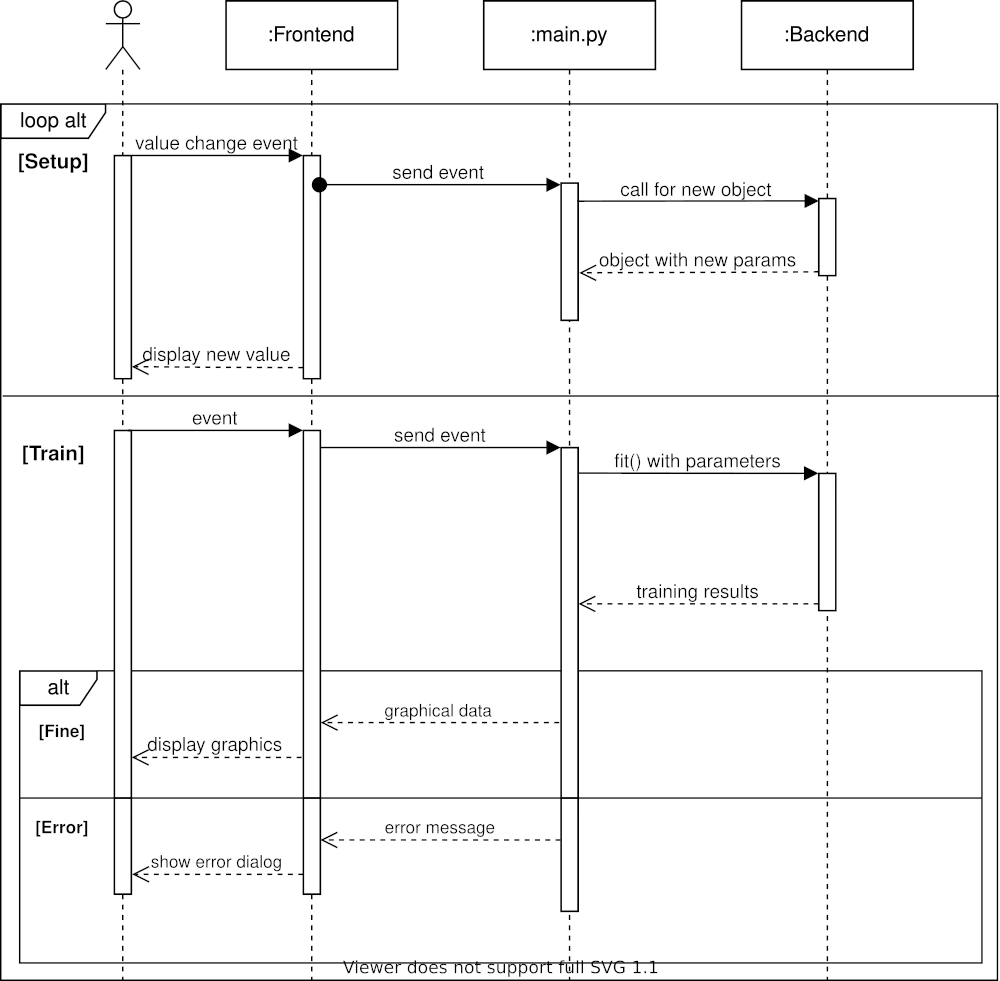 :Frontend
:main.py
:Backend
loop alt
[Setup]
value change event
send event
call for new object
object with new params
display new value
[Train]
event
send event
fit() with parameters
training results
alt
[Fine]
graphical data
display graphics
[Error]
error message
show error dialog
Viewer does not support full SVG 1.1